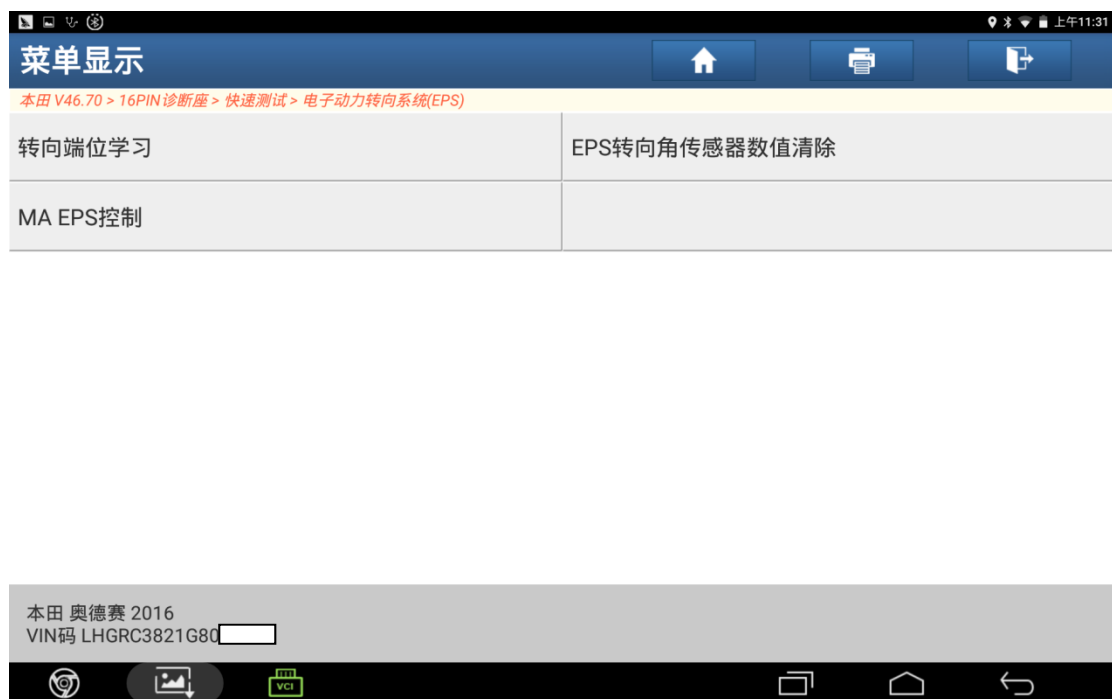 上午11:31
菜单显示
本田 V46.70 > 16PIN诊断座 > 快速测试 > 电子动力转向系统(EPS)
转向端位学习
EPS转向角传感器数值清除
MA EPS控制
本田 奥德赛 2016
VIN码 LHGRC3821G80
VCI